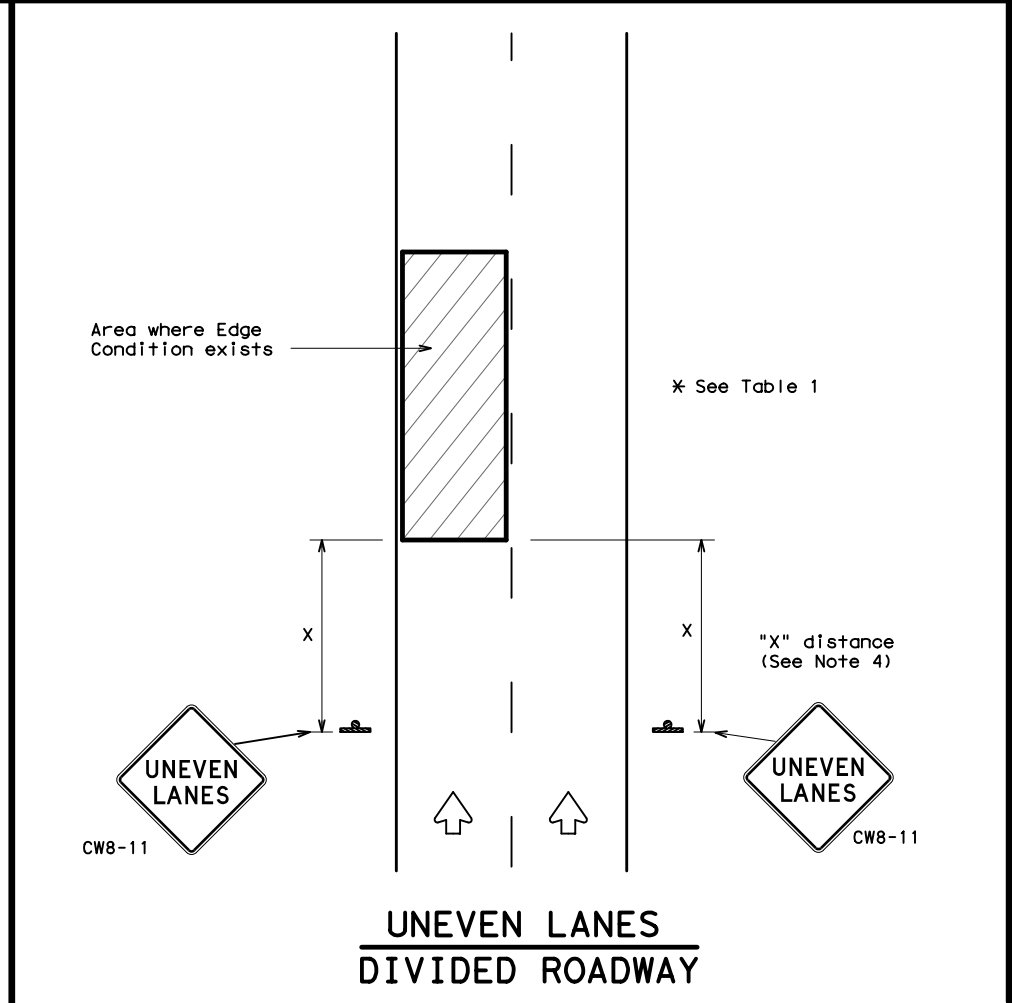 Area where Edge
Condition exists
* See Table 1
X
X
"X" distance
(See Note 4)
UNEVEN
LANES
CW8-11
UNEVEN
LANES
CW8-11
UNEVEN LANES
DIVIDED ROADWAY